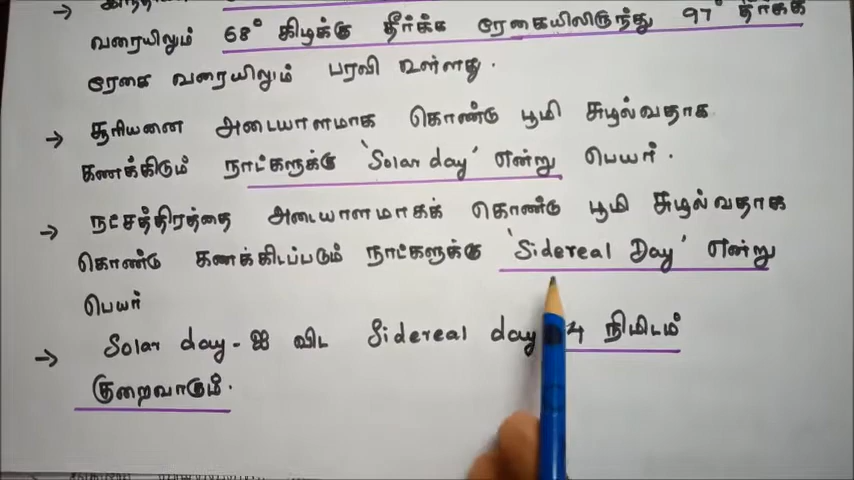 வரையிலும் 68° கிழக்கு தீர்க்க ரேகையிலிருந்து 97° தீர்க்க
ரேகை வரையிலும் பரவி உள்ளது.
→ சூரியனை அடையாளமாக கொண்டு பூமி சுழல்வதாக
கணக்கிடும் நாட்களுக்கு 'Solar day' என்று பெயர்.
→ நட்சத்திரத்தை அடையாளமாகக் கொண்டு பூமி சுழல்வதாக
கொண்டு கணக்கிடப்படும் நாட்களுக்கு 'Sidereal Day' என்று
பெயர்
→ Solar day-ஐ விட Sidereal day 4 நிமிடம்
குறைவாகும்.